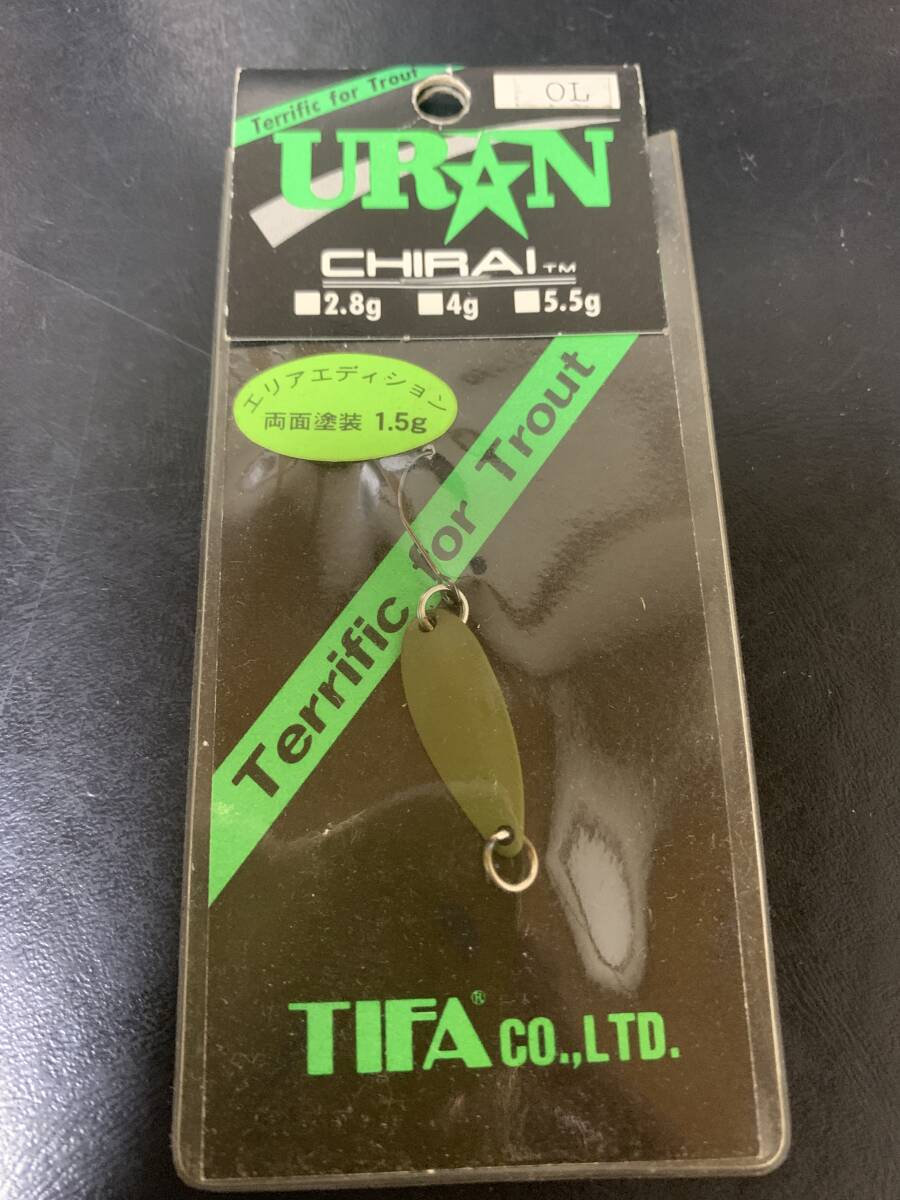 Terrific for Trout
OL
URAN
CHIRAI TM
2.8g 4g 5.5g
エリアエディション
両面塗装 1.5g
Terrific for Trout
TIFA® CO.,LTD.